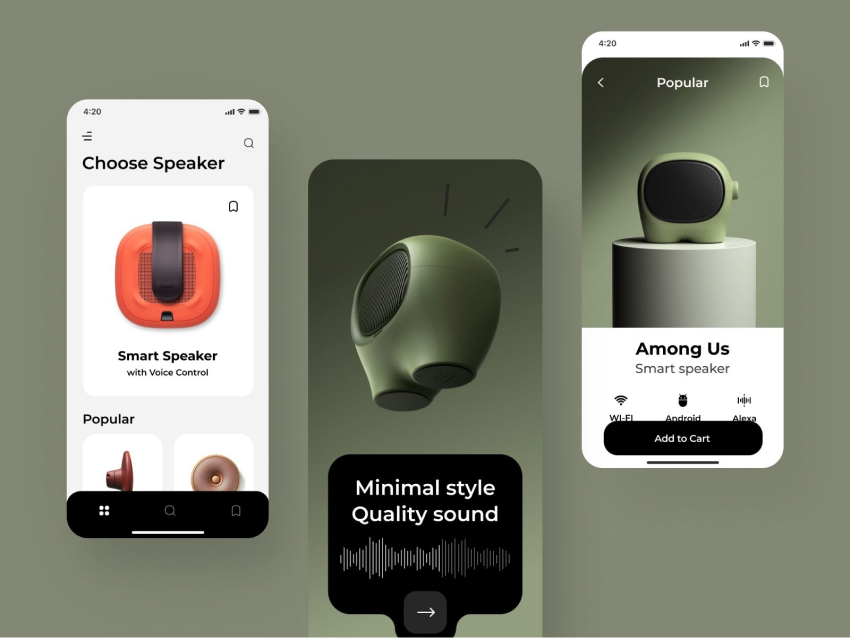 4:20
Choose Speaker
Smart Speaker
with Voice Control
Popular
Minimal style
Quality sound
4:20
Popular
Among Us
Smart speaker
WI-FI
Android
Alexa
Add to Cart